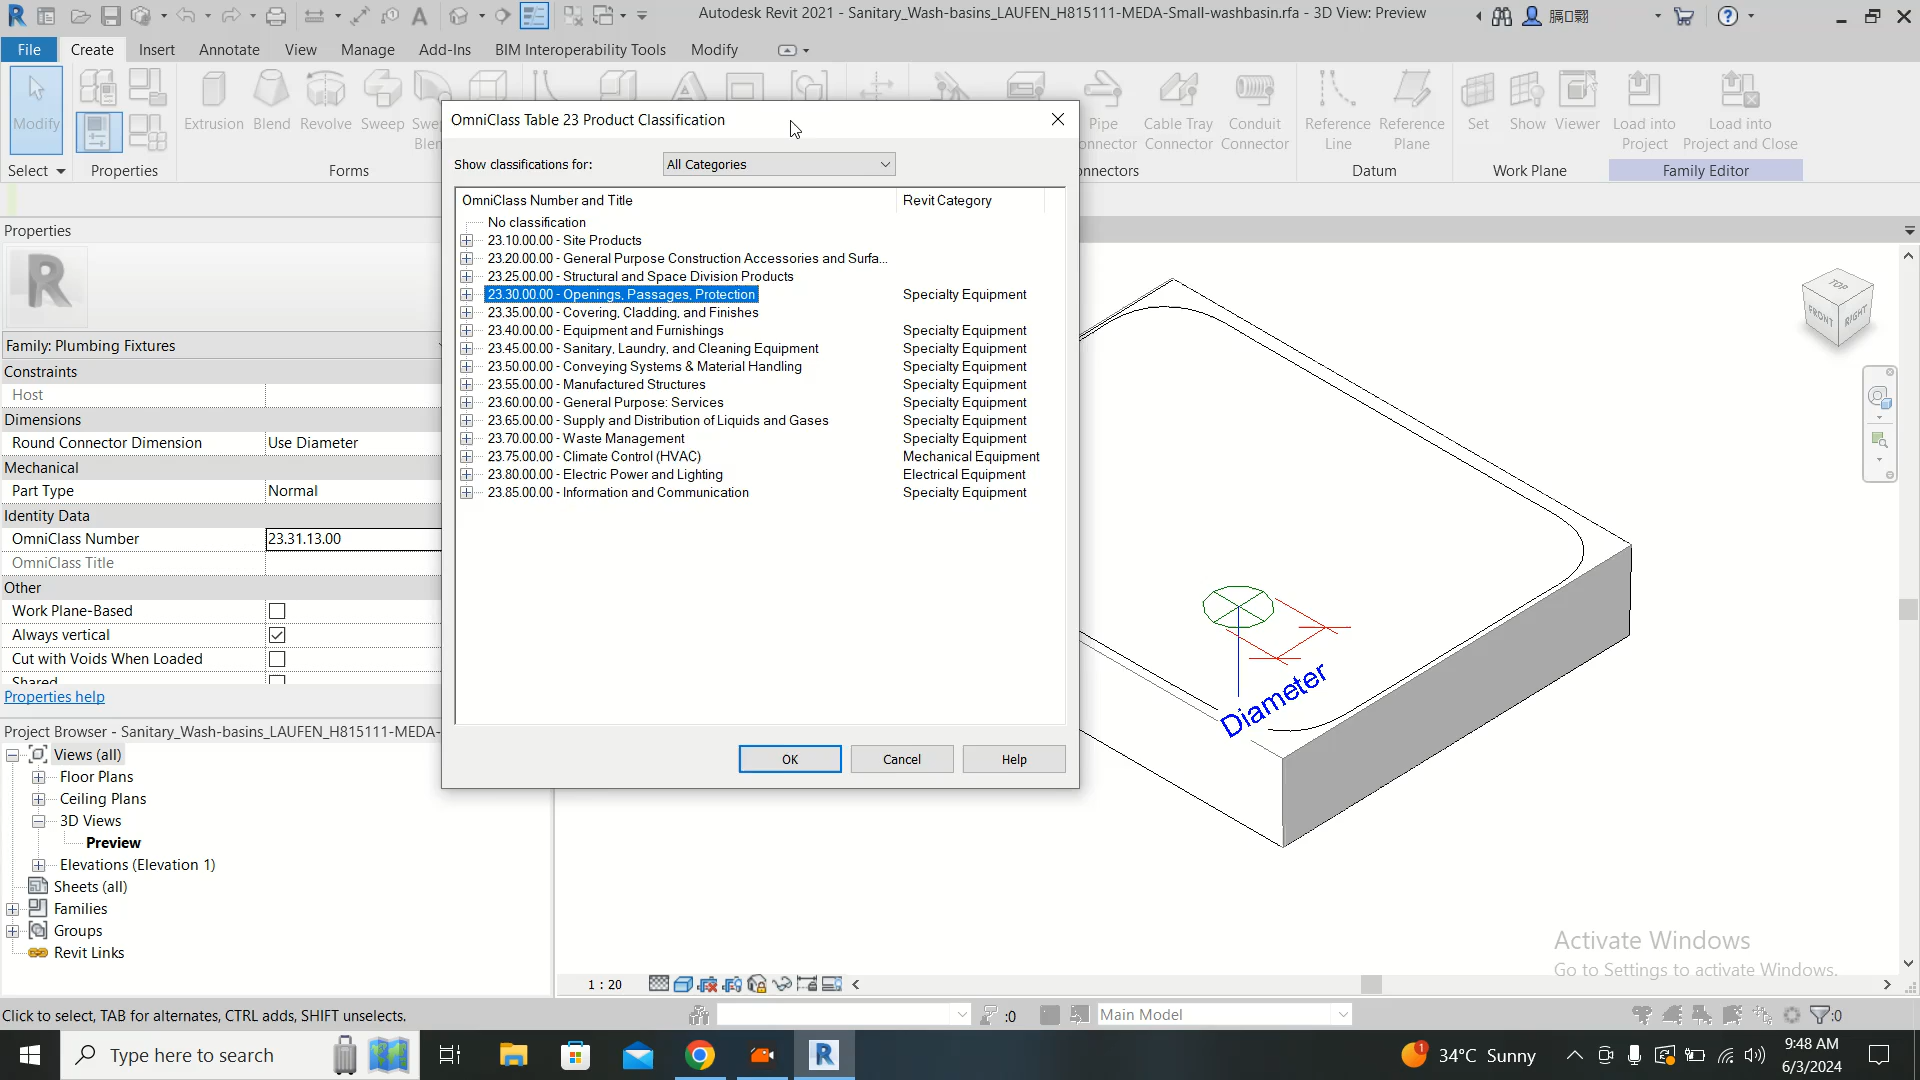 Autodesk Revit 2021 - Sanitary_Wash-basins_LAUFEN_H815111-MEDA-Small-washbasin.rfa - 3D View: Preview
File Create Insert Annotate View Manage Add-Ins BIM Interoperability Tools Modify
Modify
Extrusion Blend Revolve Sweep
Cable Tray Connector
Conduit Connector
Reference Line
Reference Plane
Set Show Viewer
Load into Project
Load into Project and Close
Select Properties Forms Datum Work Plane Family Editor
OmniClass Table 23 Product Classification
Show classifications for: All Categories
OmniClass Number and Title Revit Category
No classification
23.10.00.00 - Site Products
23.20.00.00 - General Purpose Construction Accessories and Surfa...
23.25.00.00 - Structural and Space Division Products
23.30.00.00 - Openings, Passages, Protection Specialty Equipment
23.35.00.00 - Covering, Cladding, and Finishes
23.40.00.00 - Equipment and Furnishings Specialty Equipment
23.45.00.00 - Sanitary, Laundry, and Cleaning Equipment Specialty Equipment
23.50.00.00 - Conveying Systems & Material Handling Specialty Equipment
23.55.00.00 - Manufactured Structures Specialty Equipment
23.60.00.00 - General Purpose: Services Specialty Equipment
23.65.00.00 - Supply and Distribution of Liquids and Gases Specialty Equipment
23.70.00.00 - Waste Management Specialty Equipment
23.75.00.00 - Climate Control (HVAC) Mechanical Equipment
23.80.00.00 - Electric Power and Lighting Electrical Equipment
23.85.00.00 - Information and Communication Specialty Equipment
OK Cancel Help
Properties
Family: Plumbing Fixtures
Constraints
Host
Dimensions
Round Connector Dimension Use Diameter
Mechanical
Part Type Normal
Identity Data
OmniClass Number 23.31.13.00
OmniClass Title
Other
Work Plane-Based
Always vertical
Cut with Voids When Loaded
Shared
Properties help
Project Browser - Sanitary_Wash-basins_LAUFEN_H815111-MEDA-
Views (all)
Floor Plans
Ceiling Plans
3D Views
Preview
Elevations (Elevation 1)
Sheets (all)
Families
Groups
Revit Links
TOP
FRONT RIGHT
Diameter
Activate Windows
Go to Settings to activate Windows.
1 : 20
Click to select, TAB for alternates, CTRL adds, SHIFT unselects.
:0
Main Model
:0
Type here to search
1
34°C Sunny
9:48 AM
6/3/2024